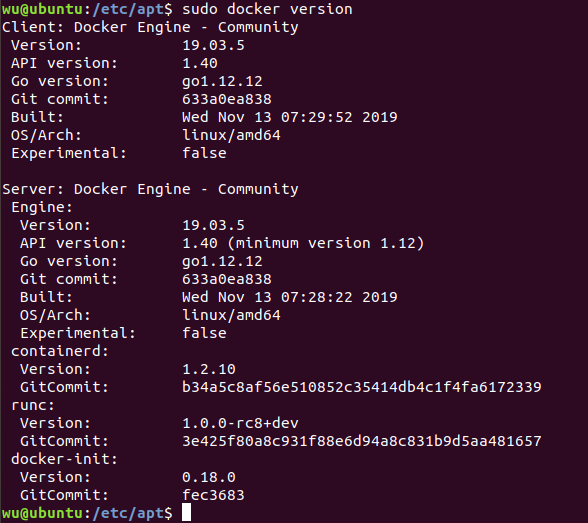 wu@ubuntu:/etc/apt$ sudo docker version
Client: Docker Engine - Community
 Version:           19.03.5
 API version:       1.40
 Go version:        go1.12.12
 Git commit:        633a0ea838
 Built:             Wed Nov 13 07:29:52 2019
 OS/Arch:           linux/amd64
 Experimental:      false

Server: Docker Engine - Community
 Engine:
  Version:          19.03.5
  API version:      1.40 (minimum version 1.12)
  Go version:       go1.12.12
  Git commit:       633a0ea838
  Built:            Wed Nov 13 07:28:22 2019
  OS/Arch:          linux/amd64
  Experimental:     false
 containerd:
  Version:          1.2.10
  GitCommit:        b34a5c8af56e510852c35414db4c1f4fa6172339
 runc:
  Version:          1.0.0-rc8+dev
  GitCommit:        3e425f80a8c931f88e6d94a8c831b9d5aa481657
 docker-init:
  Version:          0.18.0
  GitCommit:        fec3683
wu@ubuntu:/etc/apt$